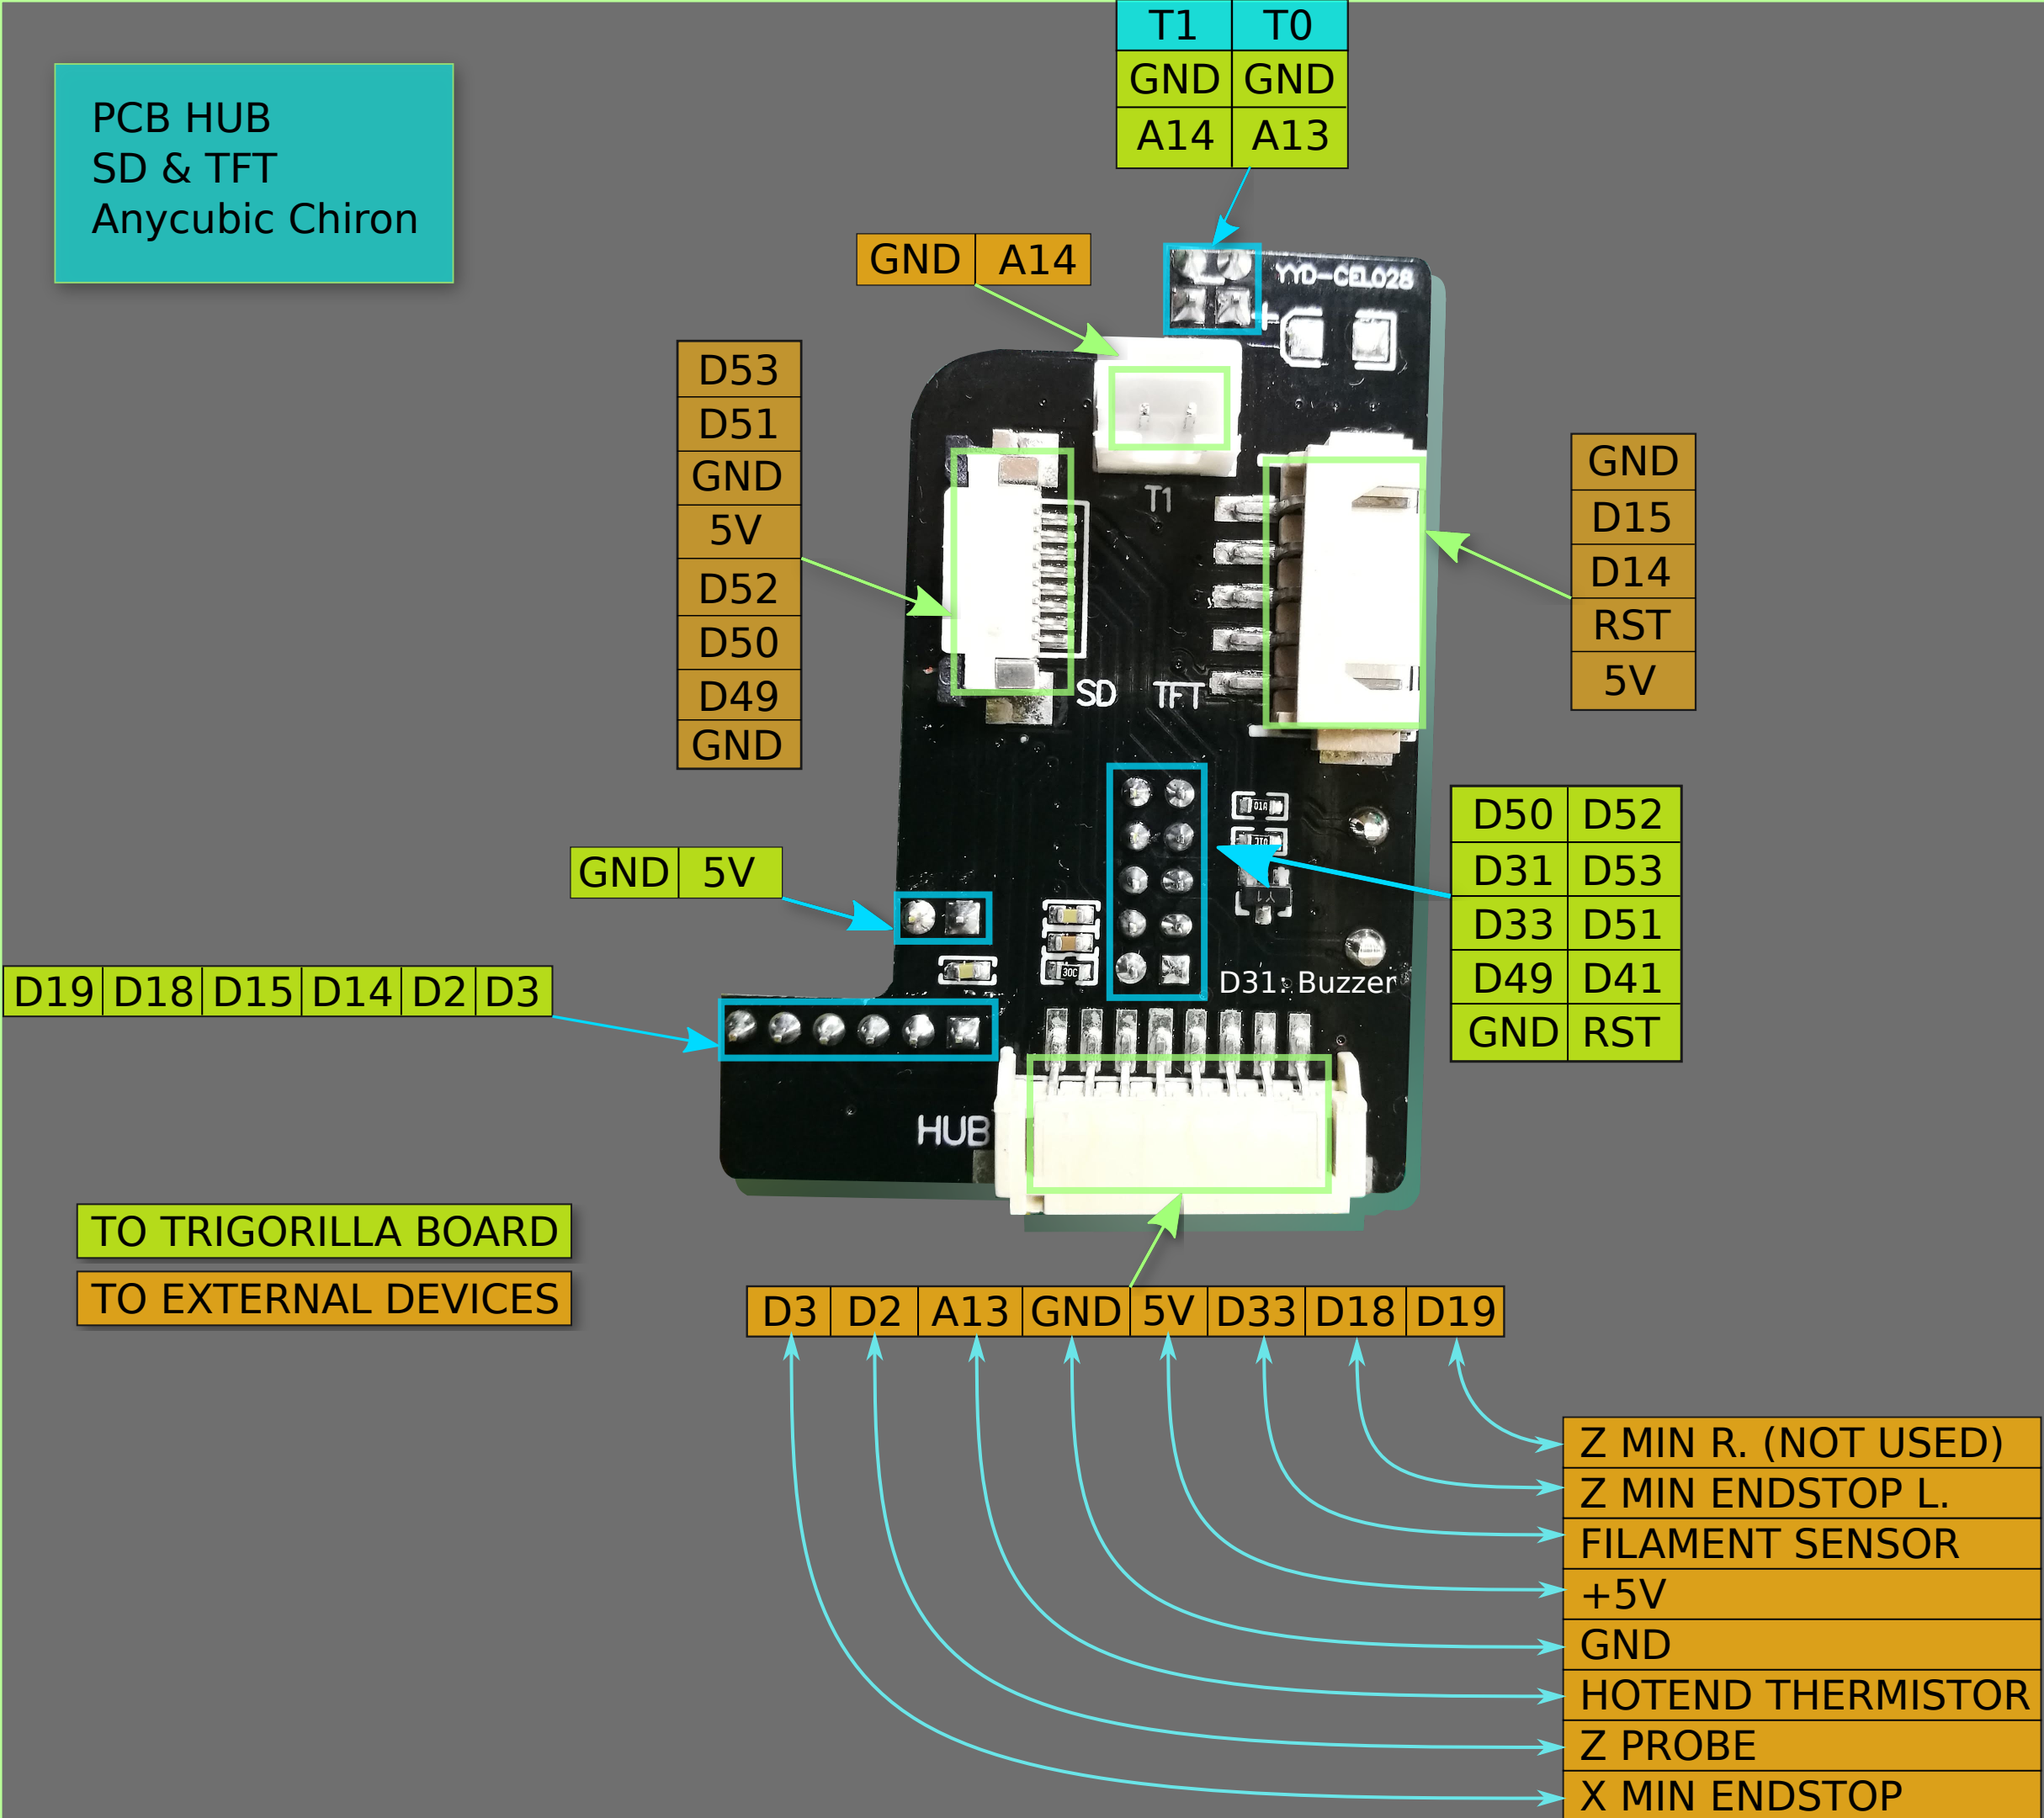 T1 T0
GND GND
A14 A13
PCB HUB
SD & TFT
Anycubic Chiron
GND A14
YYD-CEL028
+
D53
D51
GND
5V
D52
D50
D49
GND
T1
GND
D15
D14
RST
5V
SD TFT
D50 D52
D31 D53
D33 D51
D49 D41
GND RST
GND 5V
D19 D18 D15 D14 D2 D3
30C
D31: Buzzer
HUB
TO TRIGORILLA BOARD
TO EXTERNAL DEVICES
D3 D2 A13 GND 5V D33 D18 D19
Z MIN R. (NOT USED)
Z MIN ENDSTOP L.
FILAMENT SENSOR
+5V
GND
HOTEND THERMISTOR
Z PROBE
X MIN ENDSTOP